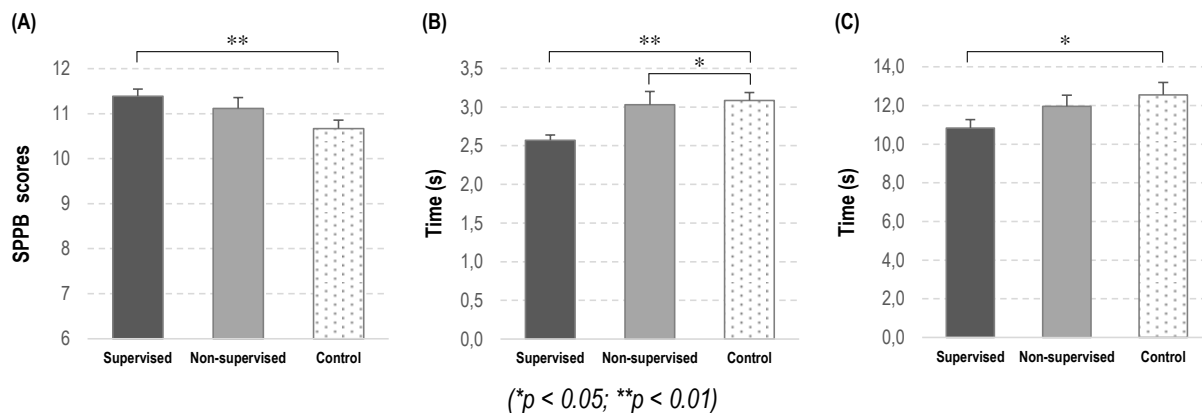 (A)
**
SPPB scores
12
11
10
9
8
7
6
Supervised Non-supervised Control
(B)
**
*
Time (s)
3,5
3,0
2,5
2,0
1,5
1,0
0,5
0,0
Supervised Non-supervised Control
(C)
*
Time (s)
14,0
12,0
10,0
8,0
6,0
4,0
2,0
0,0
Supervised Non-supervised Control
(*p < 0.05; **p < 0.01)